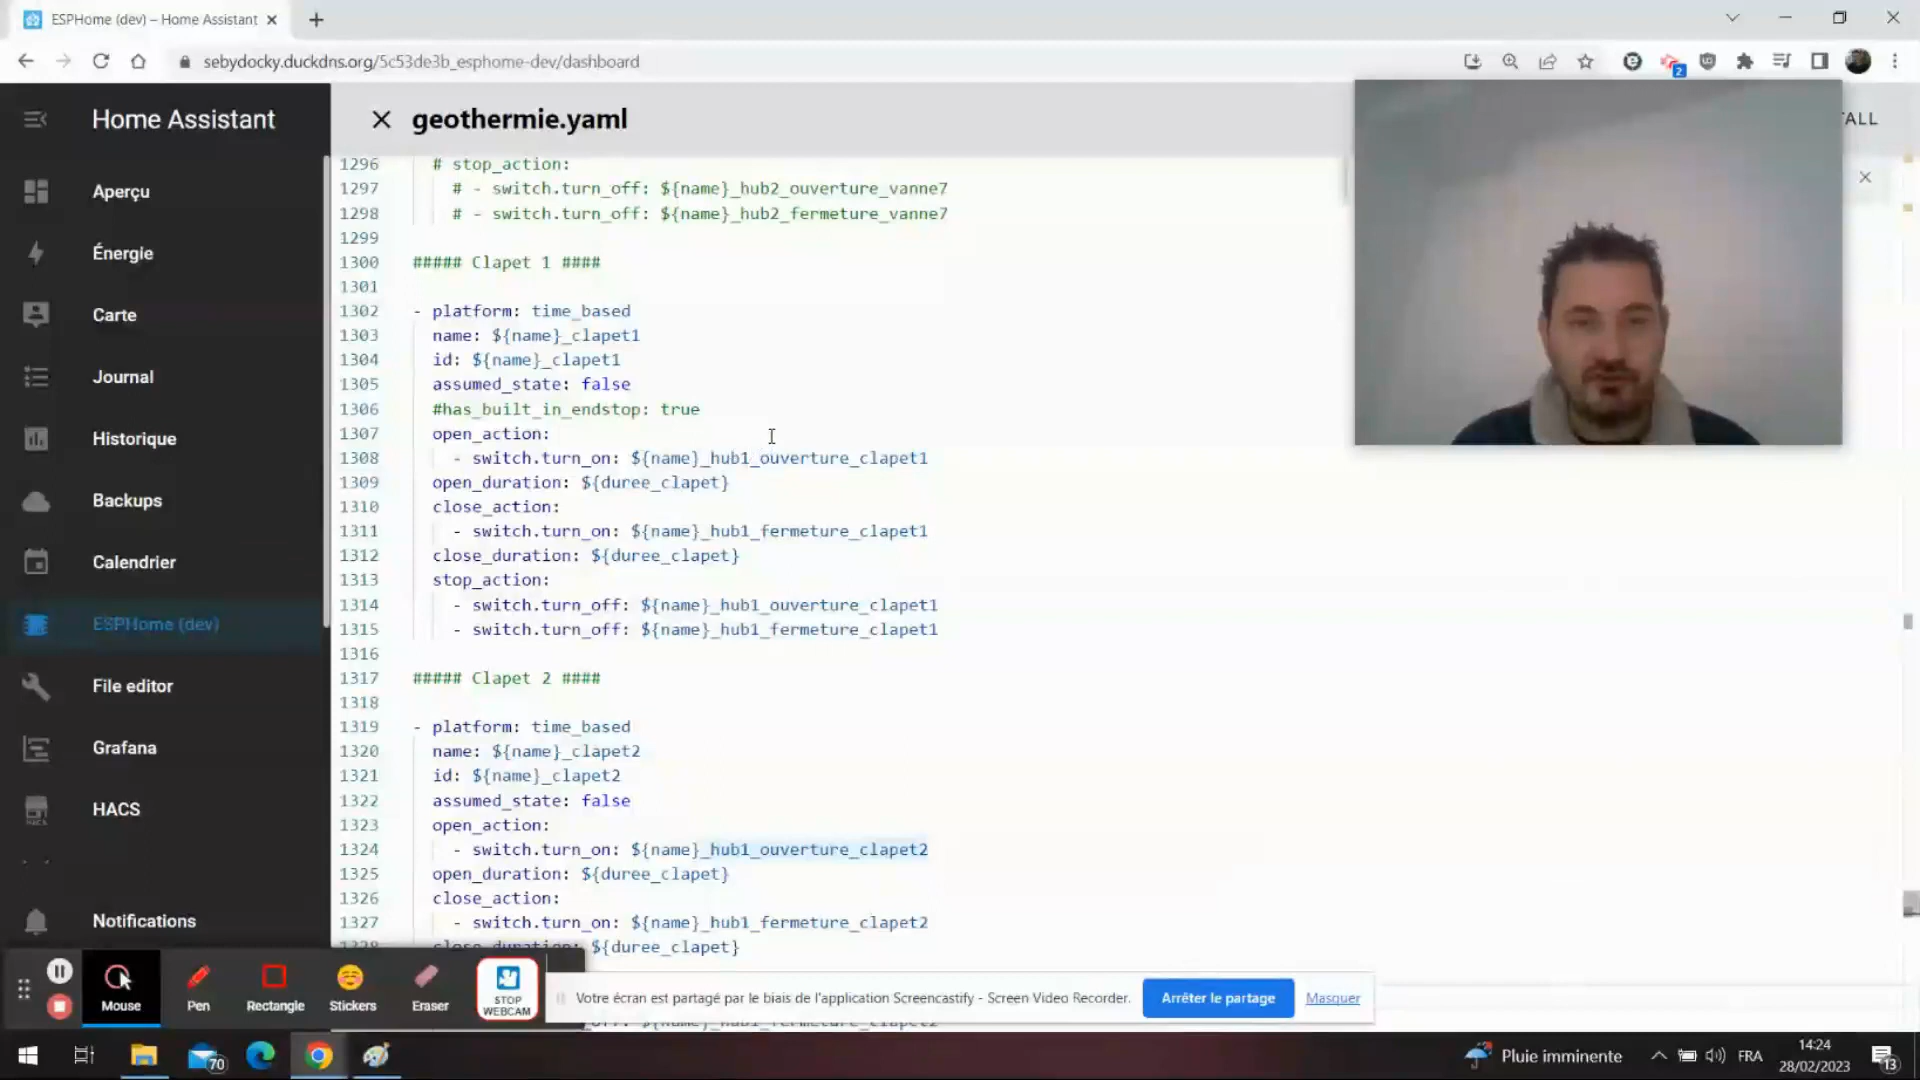 ESPHome (dev) – Home Assistant
sebydocky.duckdns.org/5c53de3b_esphome-dev/dashboard
2
Home Assistant
geothermie.yaml
TALL
Aperçu
Énergie
Carte
Journal
Historique
Backups
Calendrier
ESPHome (dev)
File editor
Grafana
HACS
Notifications
1296 # stop_action:
1297 # - switch.turn_off: ${name}_hub2_ouverture_vanne7
1298 # - switch.turn_off: ${name}_hub2_fermeture_vanne7
1299
1300 ##### Clapet 1 ####
1301
1302 - platform: time_based
1303 name: ${name}_clapet1
1304 id: ${name}_clapet1
1305 assumed_state: false
1306 #has_built_in_endstop: true
1307 open_action:
1308 - switch.turn_on: ${name}_hub1_ouverture_clapet1
1309 open_duration: ${duree_clapet}
1310 close_action:
1311 - switch.turn_on: ${name}_hub1_fermeture_clapet1
1312 close_duration: ${duree_clapet}
1313 stop_action:
1314 - switch.turn_off: ${name}_hub1_ouverture_clapet1
1315 - switch.turn_off: ${name}_hub1_fermeture_clapet1
1316
1317 ##### Clapet 2 ####
1318
1319 - platform: time_based
1320 name: ${name}_clapet2
1321 id: ${name}_clapet2
1322 assumed_state: false
1323 open_action:
1324 - switch.turn_on: ${name}_hub1_ouverture_clapet2
1325 open_duration: ${duree_clapet}
1326 close_action:
1327 - switch.turn_on: ${name}_hub1_fermeture_clapet2
1328 close_duration: ${duree_clapet}
Mouse
Pen
Rectangle
Stickers
Eraser
STOP
WEBCAM
Votre écran est partagé par le biais de l'application Screencastify - Screen Video Recorder.
Arrêter le partage
Masquer
70
Pluie imminente
FRA
14:24
28/02/2023
13